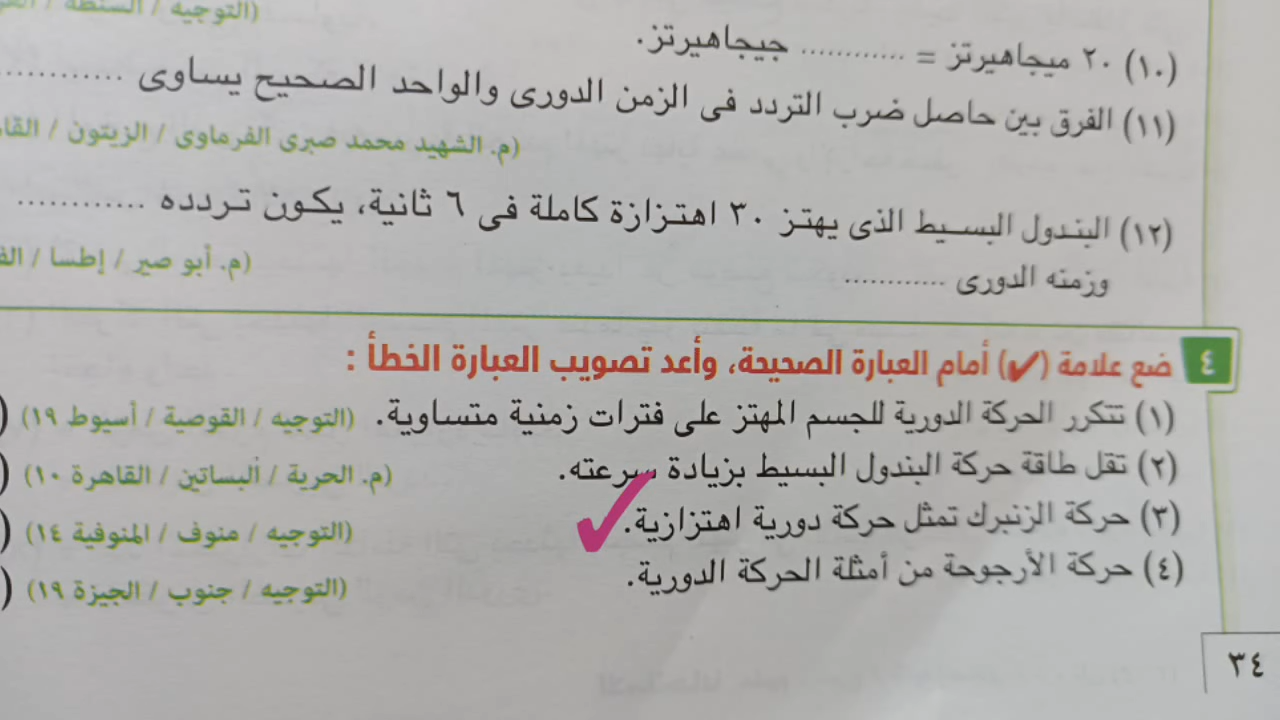 (التوجيه / السنطة /
(١٠) ٢٠ ميجاهيرتز = ............ جيجاهيرتز.
(١١) الفرق بين حاصل ضرب التردد فى الزمن الدورى والواحد الصحيح يساوى ............
(م. الشهيد محمد صبرى الفرماوى / الزيتون /
(١٢) البندول البسيط الذى يهتز ٣٠ اهتزازة كاملة فى ٦ ثانية، يكون تردده ............
وزمنه الدورى ............
(م. أبو صير / إطسا /
٤ ضع علامة (✓) أمام العبارة الصحيحة، وأعد تصويب العبارة الخطأ :
(١) تتكرر الحركة الدورية للجسم المهتز على فترات زمنية متساوية. (التوجيه / القوصية / أسيوط ١٩) (
(٢) تقل طاقة حركة البندول البسيط بزيادة سرعته. (م. الحرية / البساتين / القاهرة ١٠) (
(٣) حركة الزنبرك تمثل حركة دورية اهتزازية. (التوجيه / منوف / المنوفية ١٤) (
(٤) حركة الأرجوحة من أمثلة الحركة الدورية. (التوجيه / جنوب / الجيزة ١٩) (
٣٤